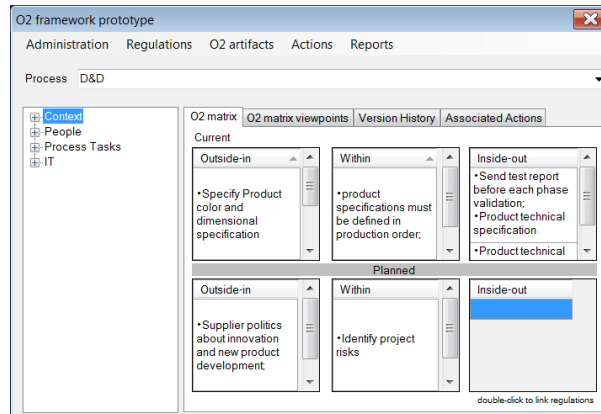 O2 framework prototype
Administration Regulations O2 artifacts Actions Reports
Process D&D
Context
People
Process Tasks
IT
O2 matrix O2 matrix viewpoints Version History Associated Actions
Current
Outside-in Within Inside-out
•Specify Product
color and
dimensional
specification
•product
specifications must
be defined in
production order;
•Send test report
before each phase
validation;
•Product technical
specification
•Product technical
Planned
Outside-in Within Inside-out
•Supplier politics
about innovation
and new product
development;
•Identify project
risks
double-click to link regulations